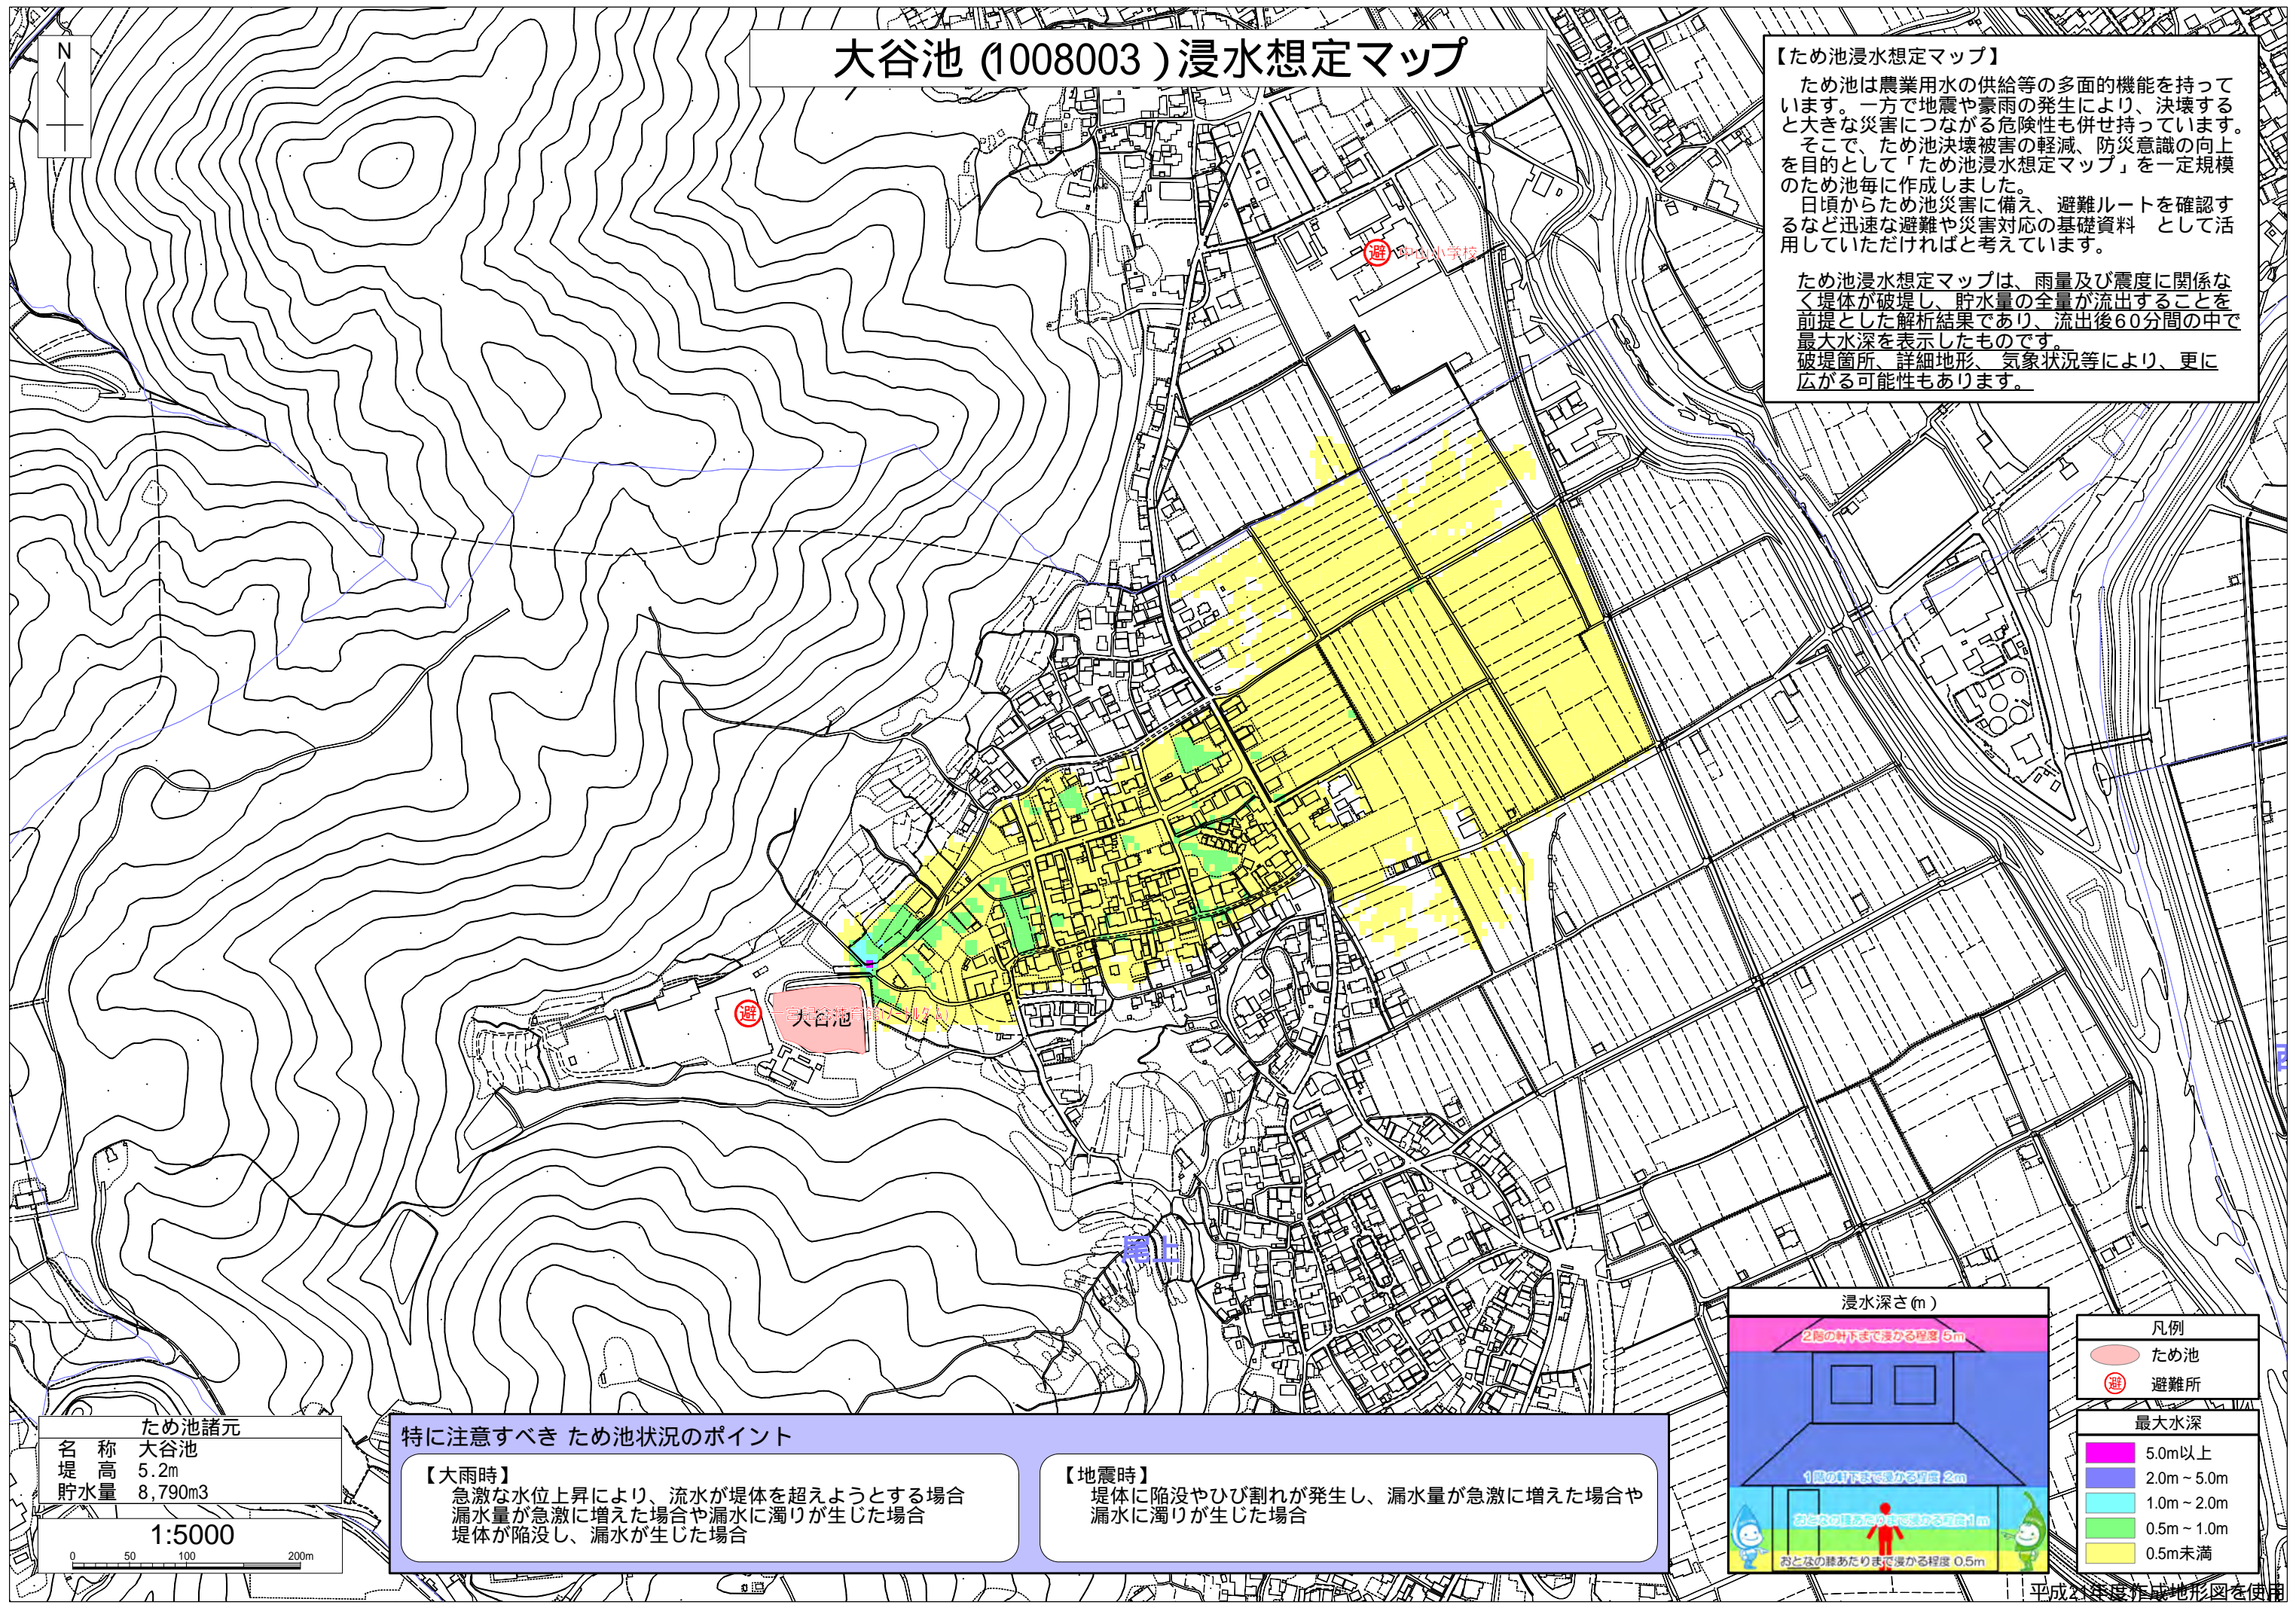 N
大谷池 (1008003 ) 浸水想定マップ
【ため池浸水想定マップ】
ため池は農業用水の供給等の多面的機能を持って
います。一方で地震や豪雨の発生により、決壊する
と大きな災害につながる危険性も併せ持っています。
そこで、ため池決壊被害の軽減、防災意識の向上
を目的として「ため池浸水想定マップ」を一定規模
のため池毎に作成しました。
日頃からため池災害に備え、避難ルートを確認す
るなど迅速な避難や災害対応の基礎資料　として活
用していただければと考えています。
ため池浸水想定マップは、雨量及び震度に関係な
く堤体が破堤し、貯水量の全量が流出することを
前提とした解析結果であり、流出後60分間の中で
最大水深を表示したものです。
破堤箇所、詳細地形、 気象状況等により、更に
広がる可能性もあります。
避 中山小学校
避
大谷池
尾上
ため池諸元
名　称　大谷池
堤　高　5.2m
貯水量　8,790m3
1:5000
0 50 100 200m
特に注意すべき ため池状況のポイント
【大雨時】
急激な水位上昇により、流水が堤体を超えようとする場合
漏水量が急激に増えた場合や漏水に濁りが生じた場合
堤体が陥没し、漏水が生じた場合
【地震時】
堤体に陥没やひび割れが発生し、漏水量が急激に増えた場合や
漏水に濁りが生じた場合
浸水深さ(m )
2階の軒下まで浸かる程度 5m
1階の軒下まで浸かる程度 2m
おとなの腰あたりまで浸かる程度 1m
おとなの膝あたりまで浸かる程度 0.5m
凡例
ため池
避 避難所
最大水深
5.0m以上
2.0m～5.0m
1.0m～2.0m
0.5m～1.0m
0.5m未満
平成21年度作成地形図を使用